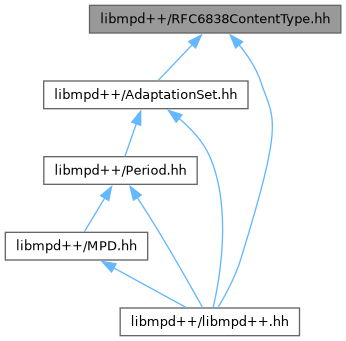 libmpd++/RFC6838ContentType.hh
libmpd++/AdaptationSet.hh
libmpd++/Period.hh
libmpd++/MPD.hh
libmpd++/libmpd++.hh